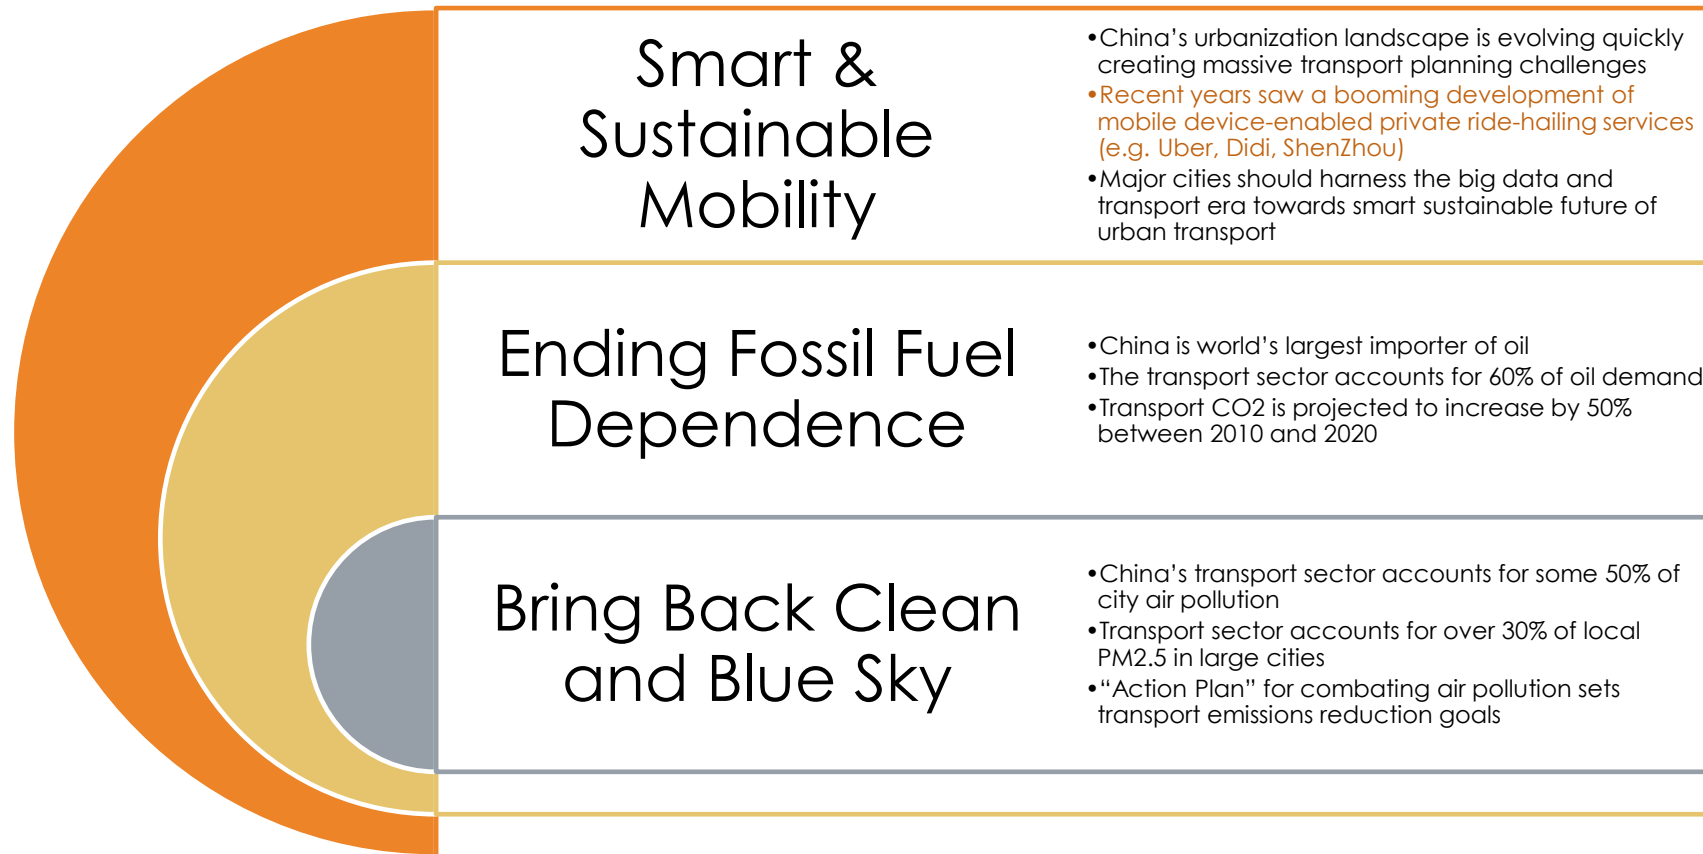 Smart &
Sustainable
Mobility
•China’s urbanization landscape is evolving quickly
creating massive transport planning challenges
•Recent years saw a booming development of
mobile device-enabled private ride-hailing services
(e.g. Uber, Didi, ShenZhou)
•Major cities should harness the big data and
transport era towards smart sustainable future of
urban transport
Ending Fossil Fuel
Dependence
•China is world’s largest importer of oil
•The transport sector accounts for 60% of oil demand
•Transport CO2 is projected to increase by 50%
between 2010 and 2020
Bring Back Clean
and Blue Sky
•China’s transport sector accounts for some 50% of
city air pollution
•Transport sector accounts for over 30% of local
PM2.5 in large cities
•“Action Plan” for combating air pollution sets
transport emissions reduction goals